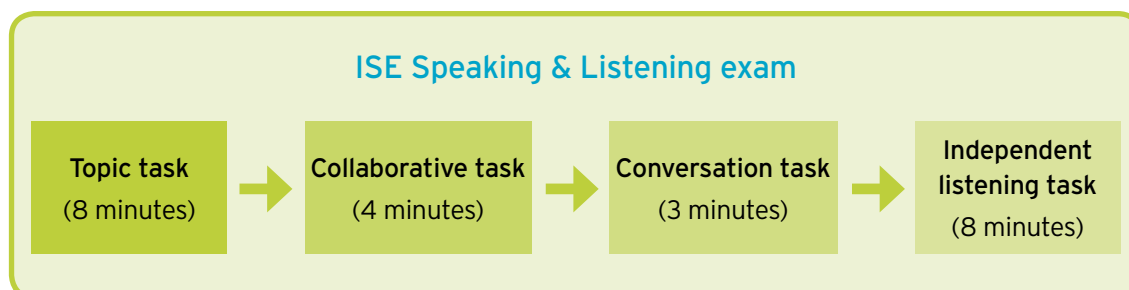 ISE Speaking & Listening exam
Topic task
(8 minutes)
Collaborative task
(4 minutes)
Conversation task
(3 minutes)
Independent
listening task
(8 minutes)